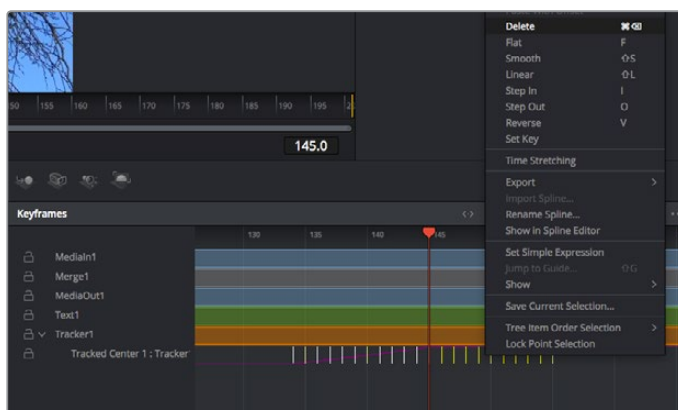 Delete ⌘⌫
Flat F
Smooth ⇧S
Linear ⇧L
Step In I
Step Out O
Reverse V
Set Key
Time Stretching
Export >
Import Spline...
Rename Spline...
Show in Spline Editor
Set Simple Expression
Jump to Guide... ⇧G
Show >
Save Current Selection...
Tree Item Order Selection >
Lock Point Selection
50 155 160 165 170 175 180 185 190 195
145.0
Keyframes
130 135 140 145
MediaIn1
Merge1
MediaOut1
Text1
Tracker1
Tracked Center 1 : Tracker